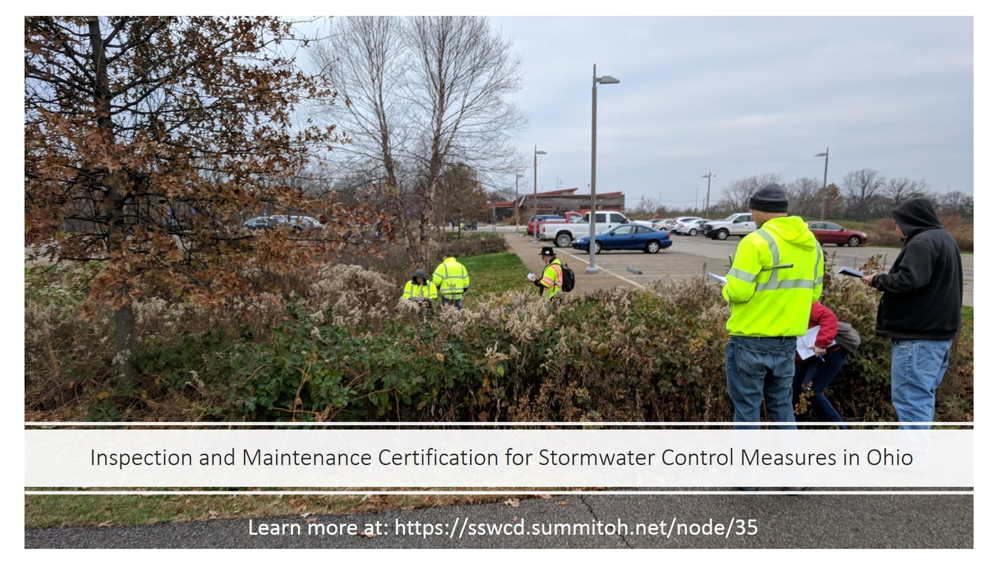 Inspection and Maintenance Certification for Stormwater Control Measures in Ohio
Learn more at: https://sswcd.summitoh.net/node/35